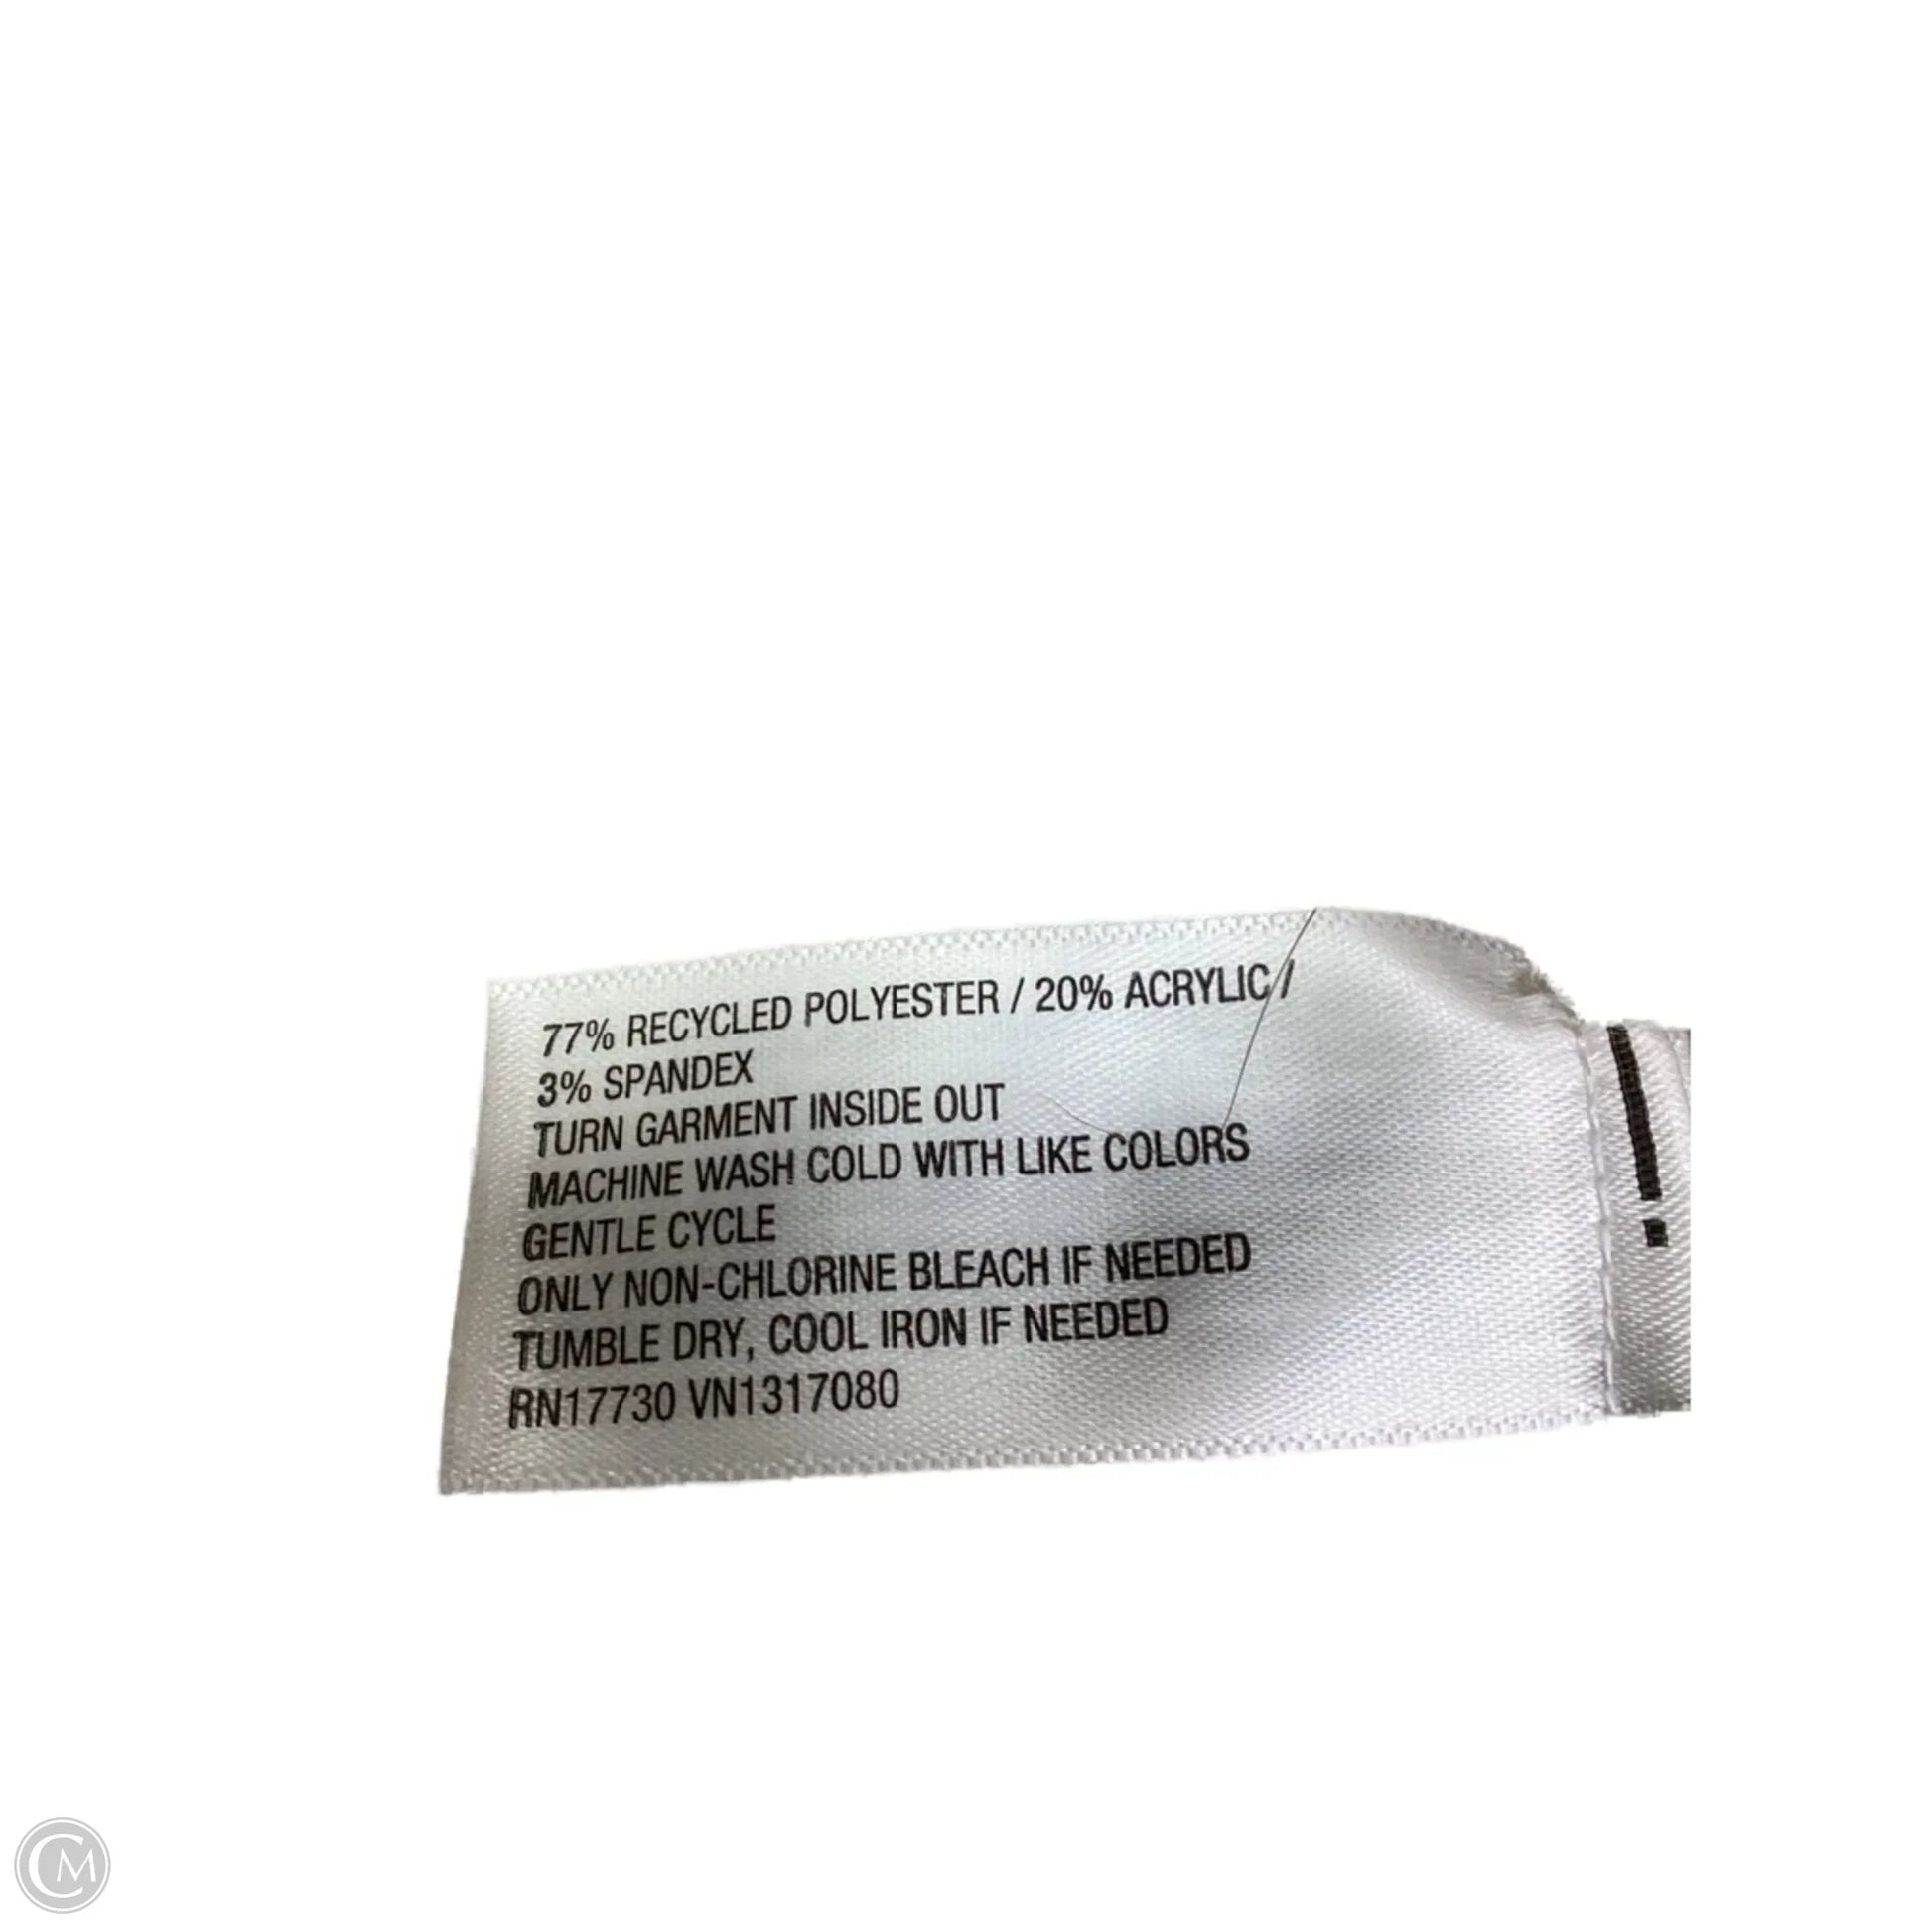 77% RECYCLED POLYESTER / 20% ACRYLIC /
3% SPANDEX
TURN GARMENT INSIDE OUT
MACHINE WASH COLD WITH LIKE COLORS
GENTLE CYCLE
ONLY NON-CHLORINE BLEACH IF NEEDED
TUMBLE DRY, COOL IRON IF NEEDED
RN17730 VN1317080
CM